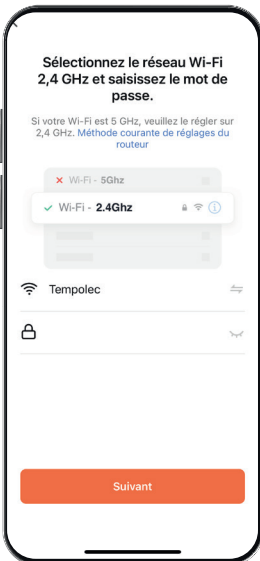 Sélectionnez le réseau Wi-Fi
2,4 GHz et saisissez le mot de
passe.
Si votre Wi-Fi est 5 GHz, veuillez le régler sur
2,4 GHz. Méthode courante de réglages du
routeur
Wi-Fi - 5Ghz
Wi-Fi - 2.4Ghz
Tempolec
Suivant